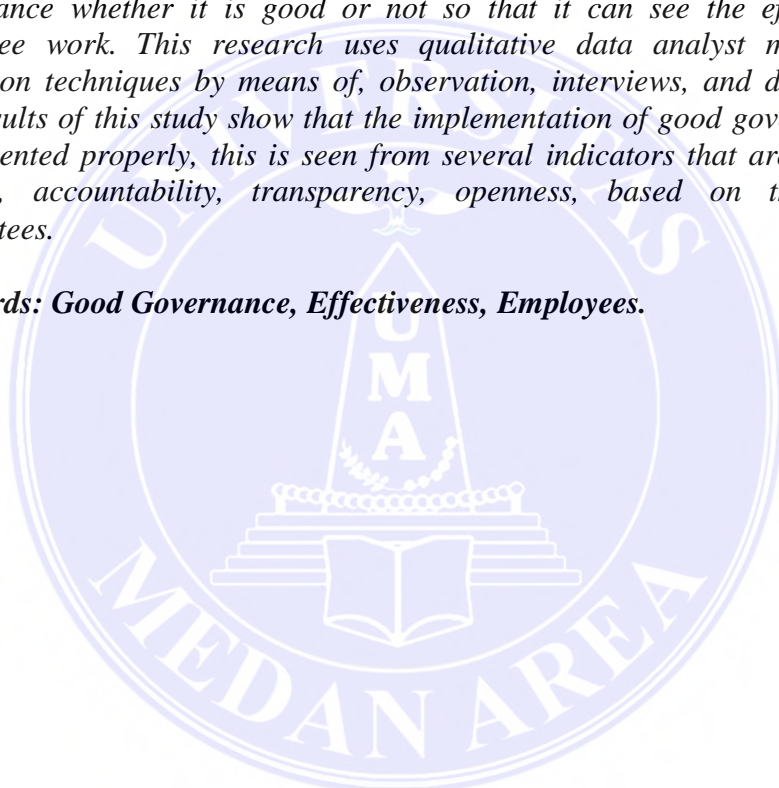 ance whether it is good or not so that it can see the ef
ee work. This research uses qualitative data analyst m
on techniques by means of, observation, interviews, and d
ults of this study show that the implementation of good gov
ented properly, this is seen from several indicators that ar
, accountability, transparency, openness, based on t
tees.
rds: Good Governance, Effectiveness, Employees.
UNIVERSITAS
UMA
MEDAN AREA